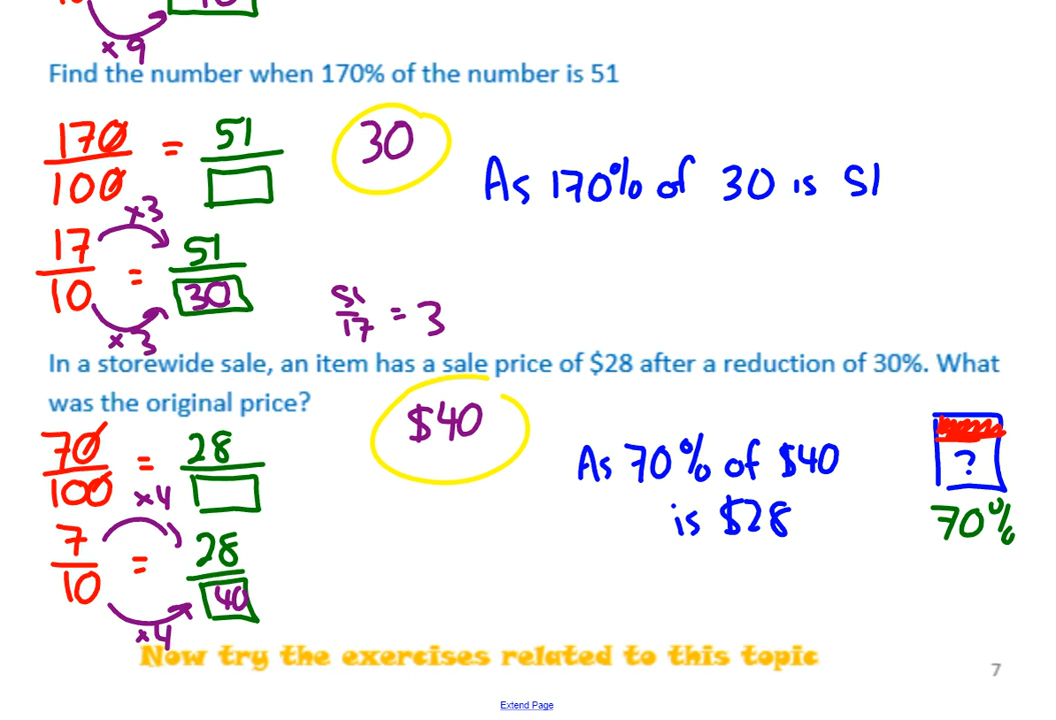 ×9
Find the number when 170% of the number is 51
170/100 = 51/□
30
As 170% of 30 is 51
×3
17/10 = 51/30
×3
51/17 = 3
In a storewide sale, an item has a sale price of $28 after a reduction of 30%. What
was the original price?
$40
70/100 = 28/□
As 70% of $40
is $28
?
70%
×4
7/10 = 28/40
×4
Now try the exercises related to this topic
7
Extend Page